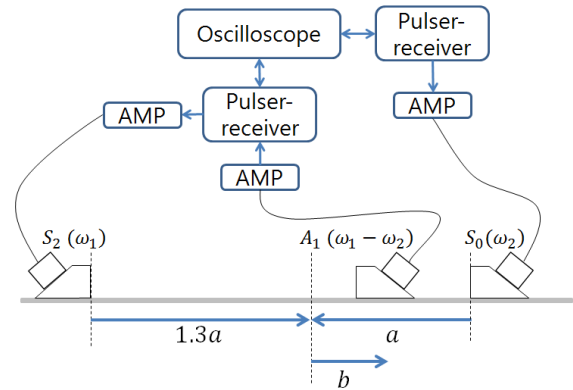 Oscilloscope
Pulser-
receiver
Pulser-
receiver
AMP
AMP
AMP
S₂ (ω₁)
A₁ (ω₁ − ω₂)
S₀(ω₂)
1.3a
a
b